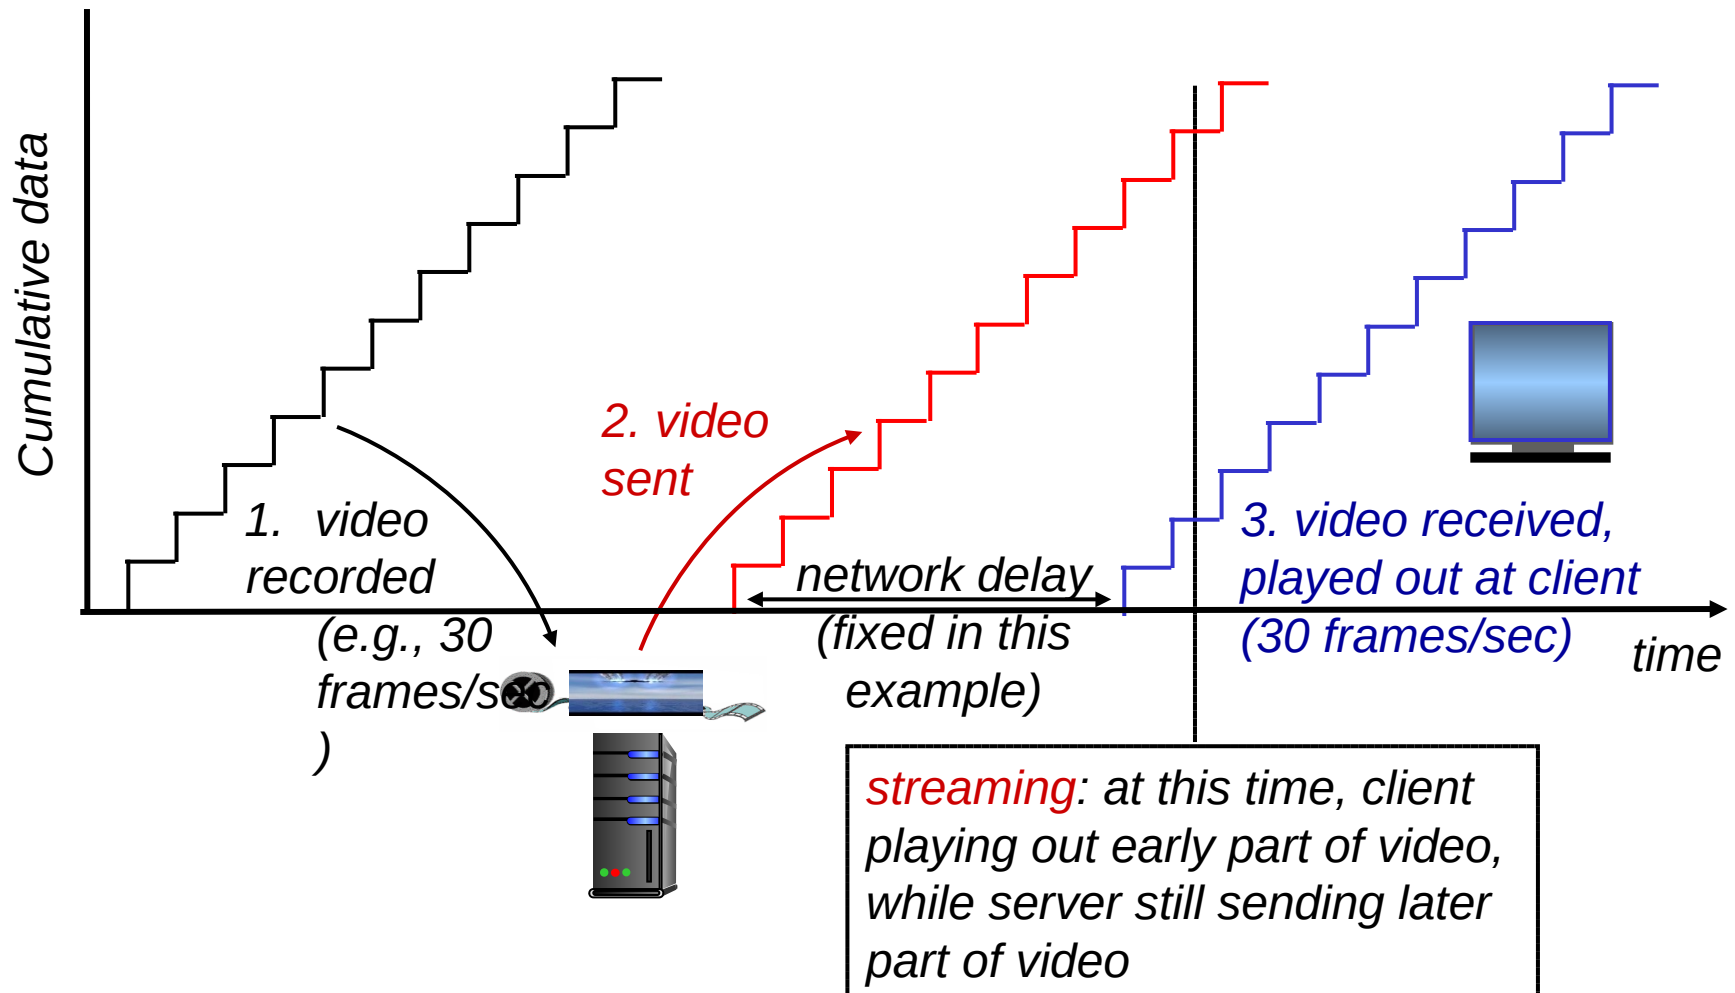 Cumulative data
1. video
recorded
(e.g., 30
frames/sec
)
2. video
sent
network delay
(fixed in this
example)
3. video received,
played out at client
(30 frames/sec)
time
streaming: at this time, client
playing out early part of video,
while server still sending later
part of video